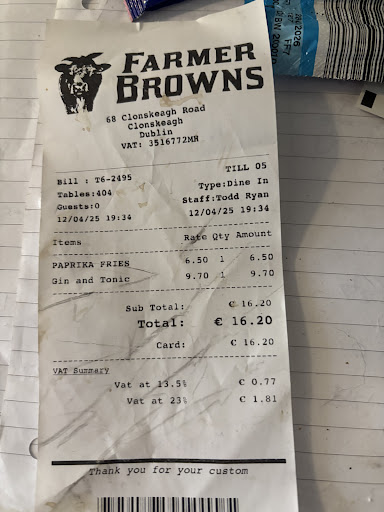 FARMER
BROWNS
68 Clonskeagh Road
Clonskeagh
Dublin
VAT: 3516772MH
TILL 05
Bill : T6-2495
Type:Dine In
Tables:404
Staff:Todd Ryan
Guests:0
12/04/25 19:34 12/04/25 19:34
Items Rate Qty Amount
PAPRIKA FRIES 6.50 1 6.50
Gin and Tonic 9.70 1 9.70
Sub Total: € 16.20
Total: € 16.20
Card: € 16.20
VAT Summary
Vat at 13.5% € 0.77
Vat at 23% € 1.81
Thank you for your custom